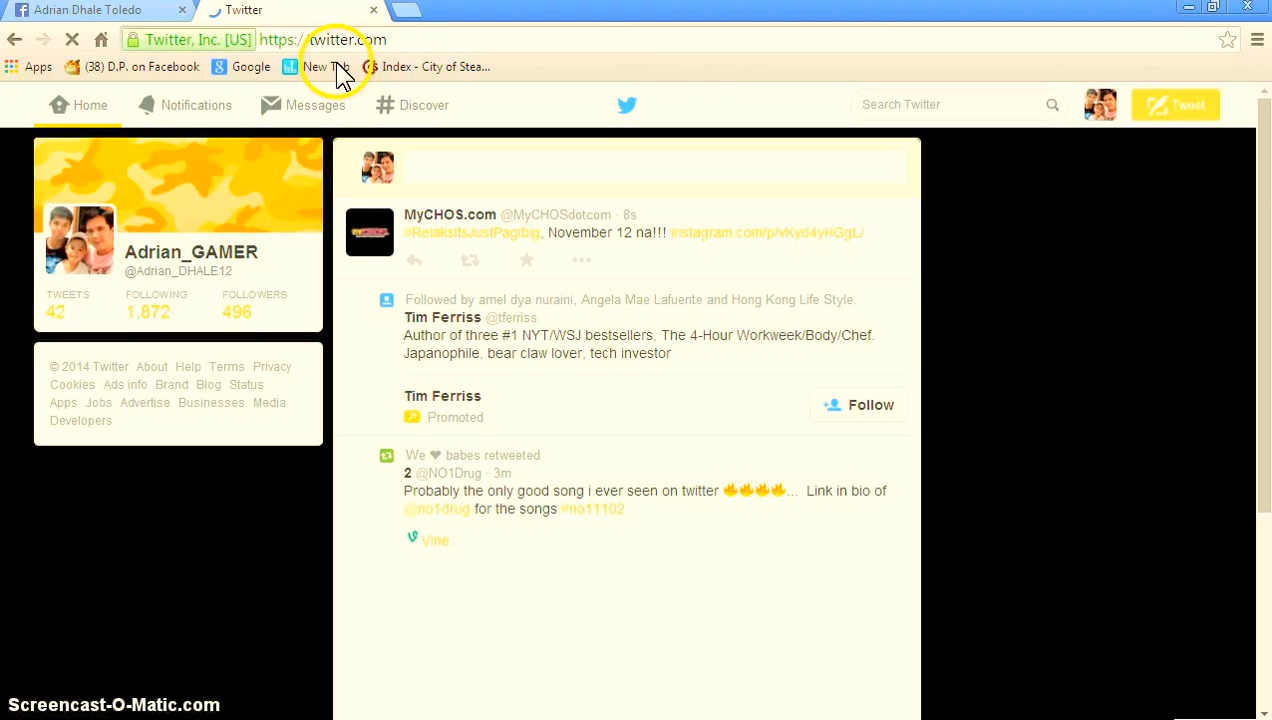 Adrian Dhale Toledo
Twitter
Twitter, Inc. [US] https://twitter.com
Apps (38) D.P. on Facebook Google New Tab Index - City of Stea...
Home Notifications Messages # Discover Search Twitter Tweet
Adrian_GAMER
@Adrian_DHALE12
TWEETS FOLLOWING FOLLOWERS
42 1,872 496
© 2014 Twitter About Help Terms Privacy
Cookies Ads info Brand Blog Status
Apps Jobs Advertise Businesses Media
Developers
MyCHOS.com @MyCHOSdotcom · 8s
#RelaksItsJustPagibig, November 12 na!!! instagram.com/p/vKyd4yHGgL/
Followed by amel dya nuraini, Angela Mae Lafuente and Hong Kong Life Style.
Tim Ferriss @tferriss
Author of three #1 NYT/WSJ bestsellers, The 4-Hour Workweek/Body/Chef.
Japanophile, bear claw lover, tech investor
Tim Ferriss
Promoted
Follow
We ♥ babes retweeted
2 @NO1Drug · 3m
Probably the only good song i ever seen on twitter 🔥🔥🔥🔥... Link in bio of
@no1drug for the songs #no11102
Vine
Screencast-O-Matic.com